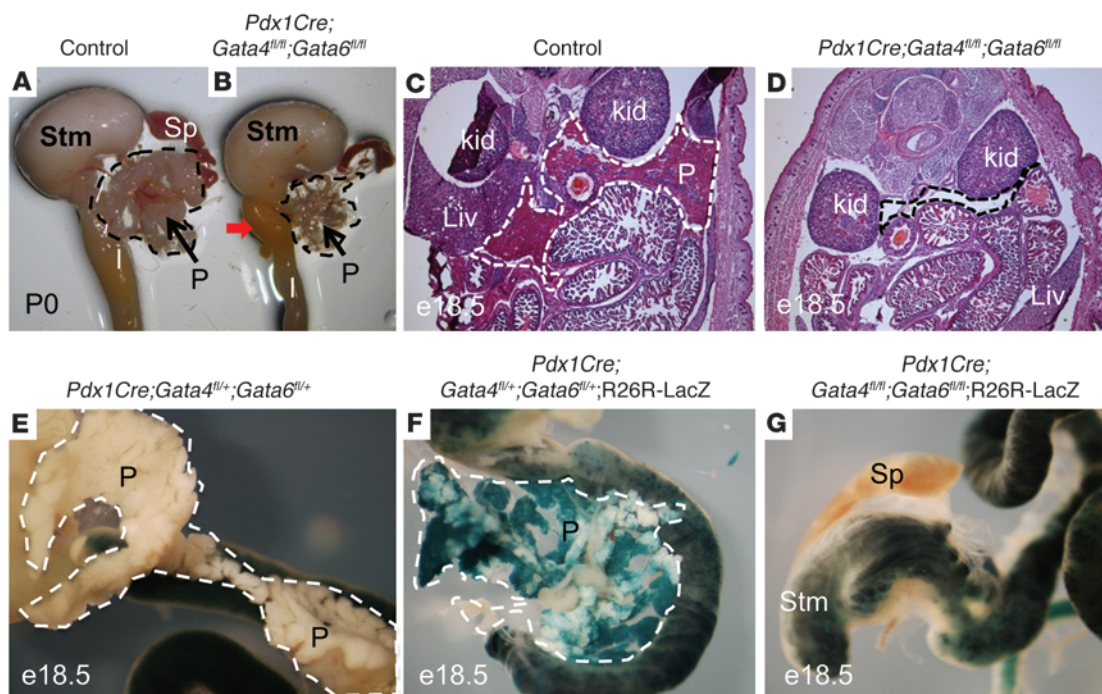 Control
Pdx1Cre;
Gata4fl/fl;Gata6fl/fl
Control
Pdx1Cre;Gata4fl/fl;Gata6fl/fl
A
Stm
Sp
I
P
P0
B
Stm
I
P
C
kid
kid
P
Liv
e18.5
D
kid
kid
Liv
e18.5
Pdx1Cre;Gata4fl/+;Gata6fl/+
Pdx1Cre;
Gata4fl/+;Gata6fl/+;R26R-LacZ
Pdx1Cre;
Gata4fl/fl;Gata6fl/fl;R26R-LacZ
E
P
P
e18.5
F
P
e18.5
G
Sp
Stm
e18.5